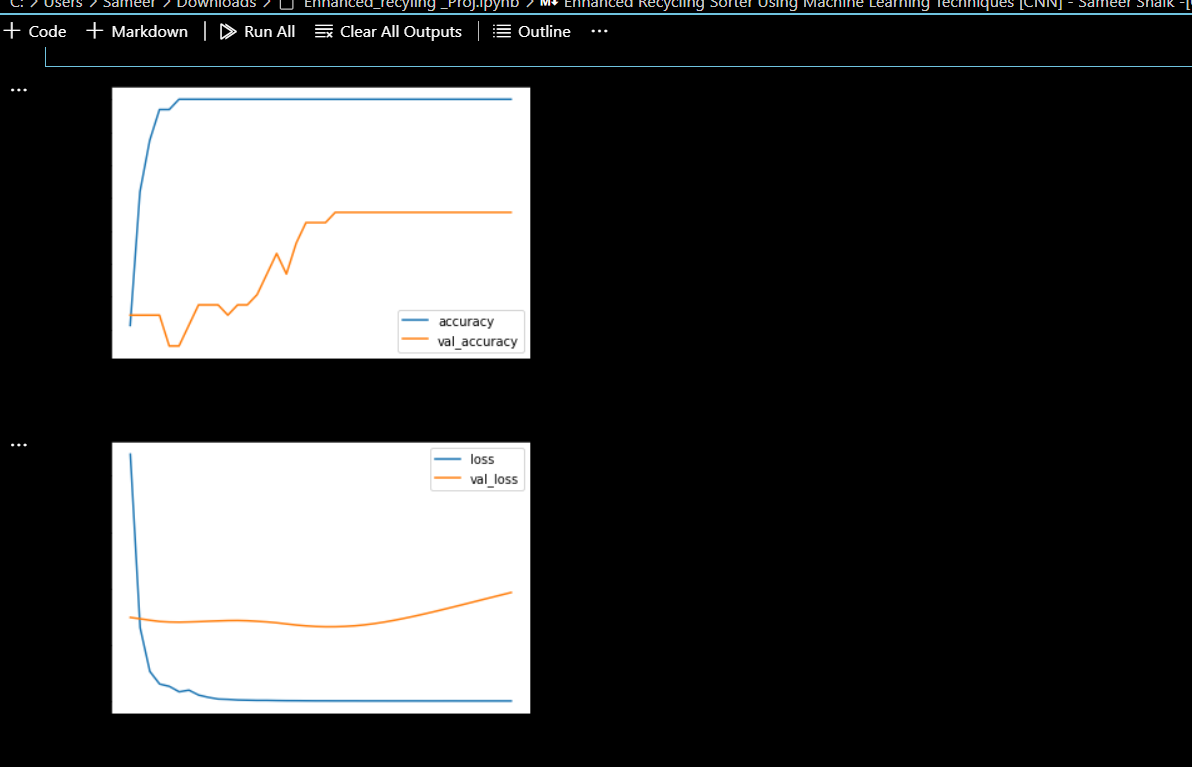 C: > Users > Sameer > Downloads > Enhanced_recyling _Proj.ipynb > M↓ Enhanced Recycling Sorter Using Machine Learning Techniques [CNN] - Sameer Shaik -[
+ Code + Markdown | Run All Clear All Outputs | Outline ...
...
accuracy
val_accuracy
...
loss
val_loss